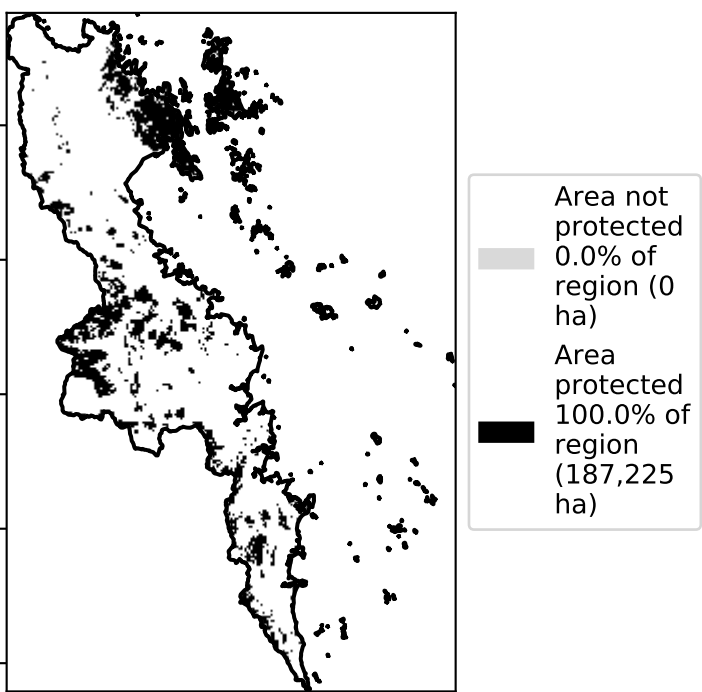 Area not
protected
0.0% of
region (0
ha)
Area
protected
100.0% of
region
(187,225
ha)